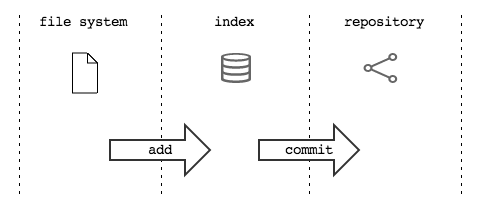 file system
index
repository
add
commit